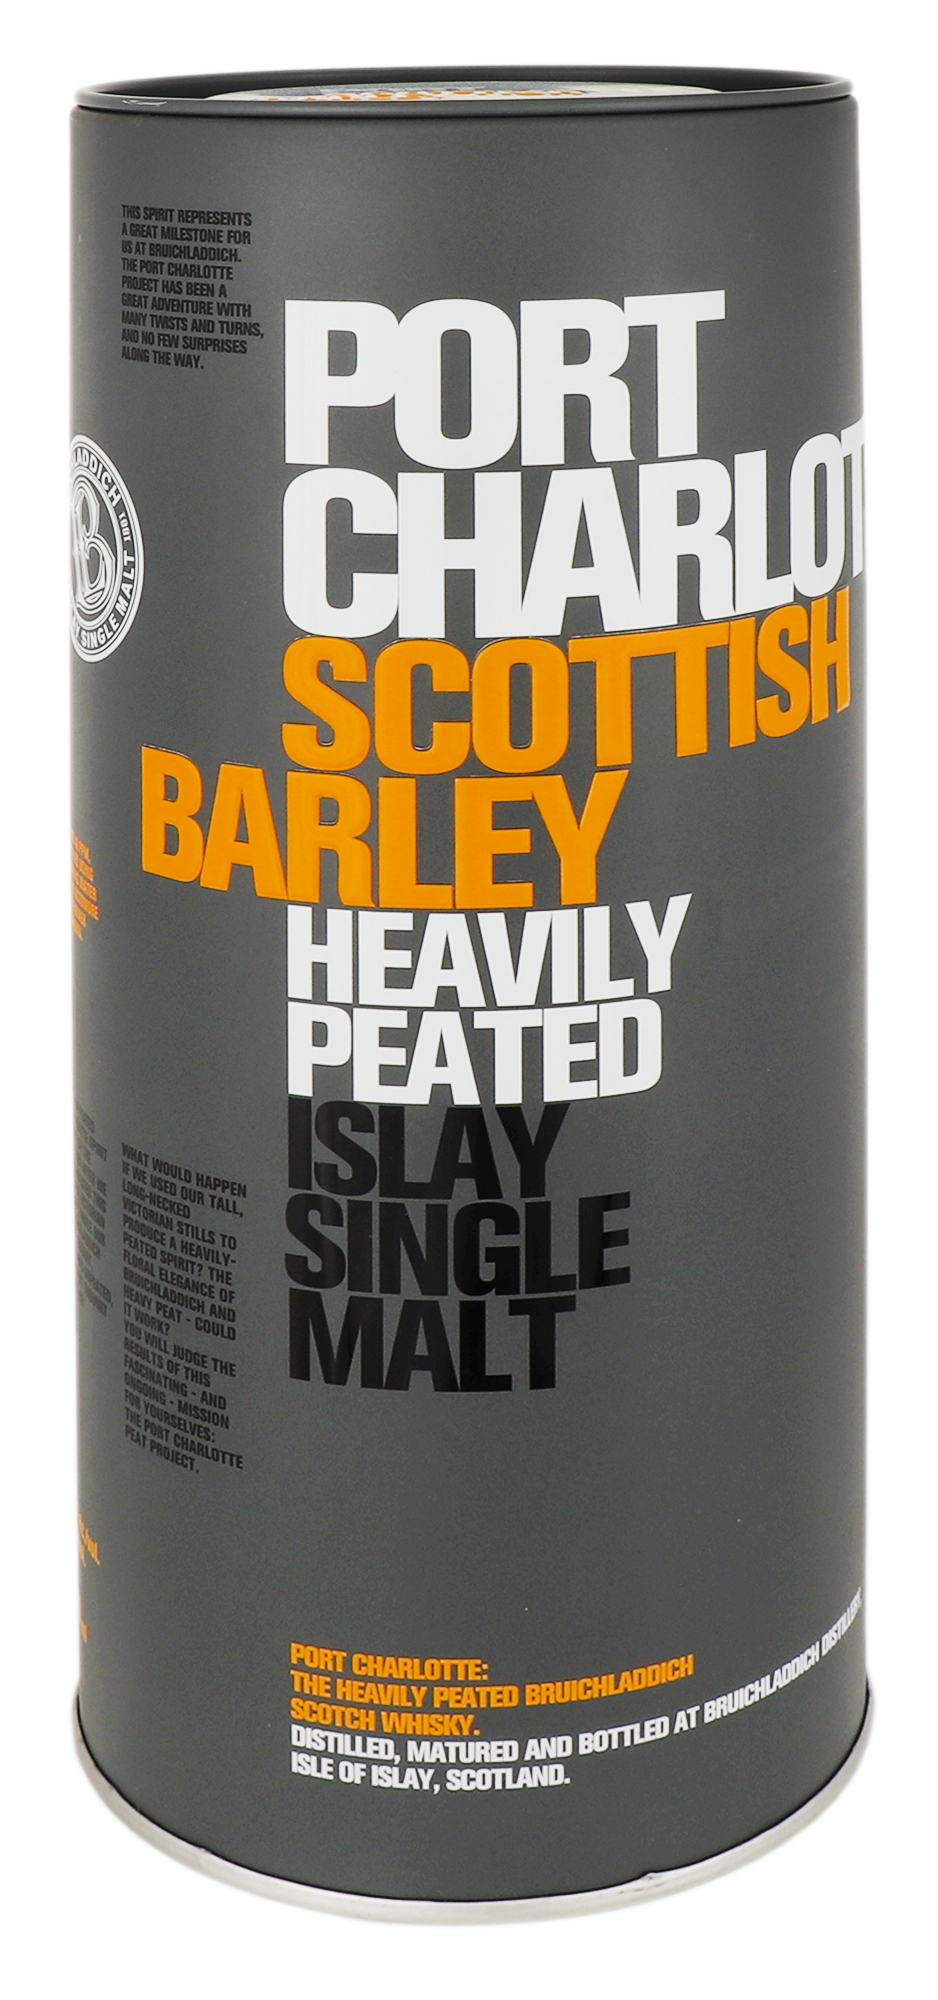 THIS SPIRIT REPRESENTS
A GREAT MILESTONE FOR
US AT BRUICHLADDICH.
THE PORT CHARLOTTE
PROJECT HAS BEEN A
GREAT ADVENTURE WITH
MANY TWISTS AND TURNS,
AND NO FEW SURPRISES
ALONG THE WAY.
PORT
CHARLOT
SCOTTISH
BARLEY
HEAVILY
PEATED
ISLAY
SINGLE
MALT
1881
SINGLE MALT
WHAT WOULD HAPPEN
IF WE USED OUR TALL,
LONG-NECKED
VICTORIAN STILLS TO
PRODUCE A HEAVILY-
PEATED SPIRIT? THE
FLORAL ELEGANCE OF
BRUICHLADDICH AND
HEAVY PEAT - COULD
IT WORK?
YOU WILL JUDGE THE
RESULTS OF THIS
FASCINATING - AND
ONGOING - MISSION
FOR YOURSELVES:
THE PORT CHARLOTTE
PEAT PROJECT.
PORT CHARLOTTE:
THE HEAVILY PEATED BRUICHLADDICH
SCOTCH WHISKY.
DISTILLED, MATURED AND BOTTLED AT BRUICHLADDICH DISTILLERY,
ISLE OF ISLAY, SCOTLAND.